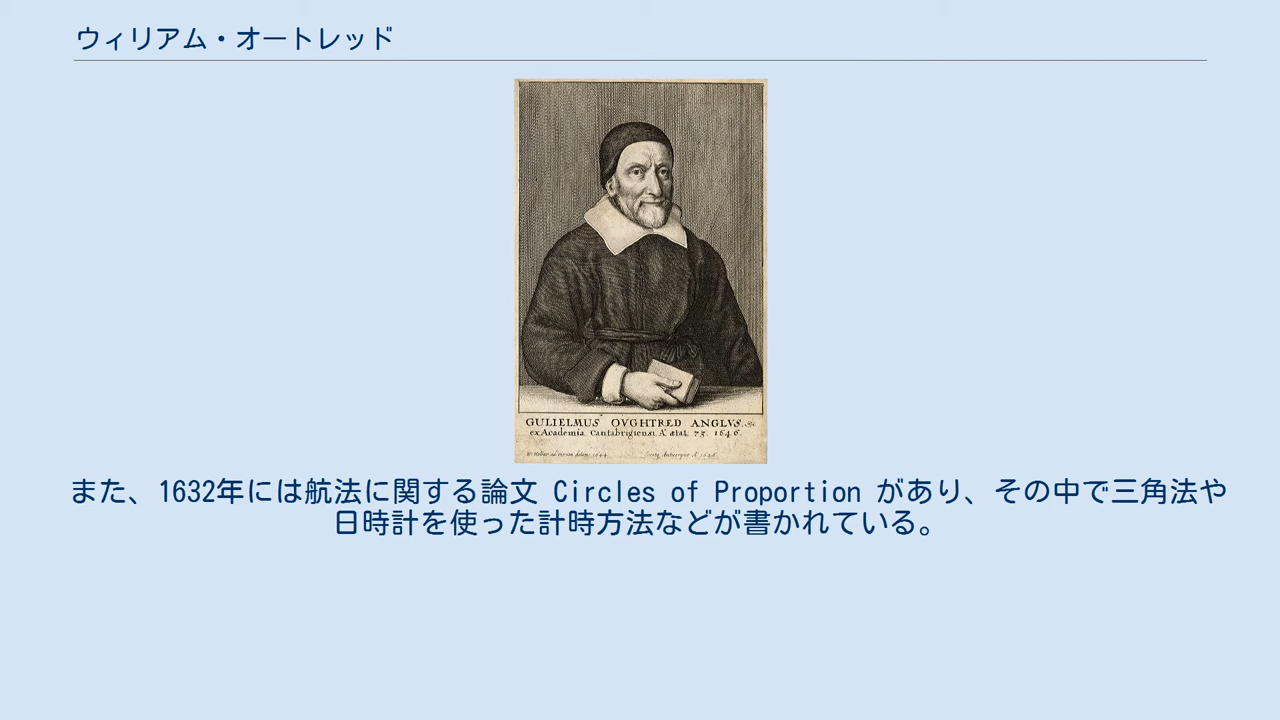 ウィリアム・オートレッド
GULIELMUS OVGHTRED ANGLVS.
ex Academia Cantabrigiensi Aº ætat. 73. 1646.
また、1632年には航法に関する論文 Circles of Proportion があり、その中で三角法や
日時計を使った計時方法などが書かれている。